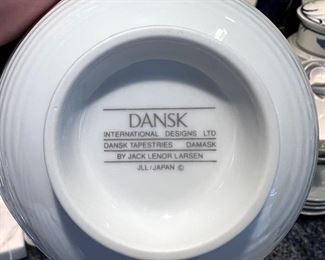 DANSK
INTERNATIONAL DESIGNS LTD
DANSK TAPESTRIES DAMASK
BY JACK LENOR LARSEN
JLL/JAPAN ©